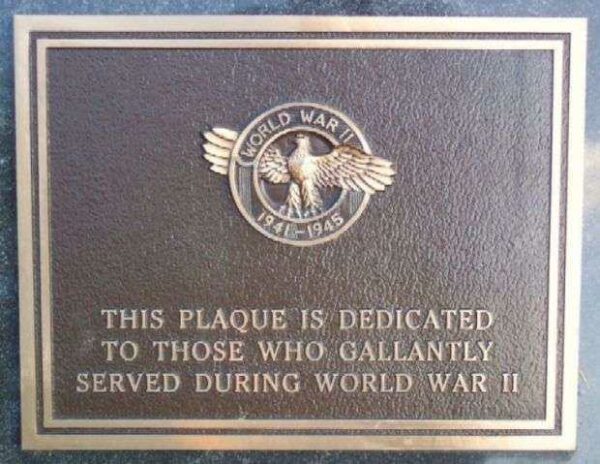 WORLD WAR II
1941-1945
THIS PLAQUE IS DEDICATED
TO THOSE WHO GALLANTLY
SERVED DURING WORLD WAR II